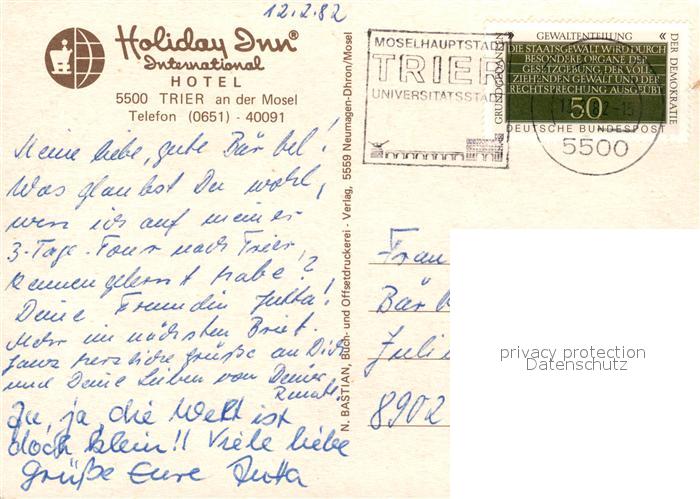 12.2.82
Holiday Inn®
International
HOTEL
5500 TRIER an der Mosel
Telefon (0651) - 40091
Meine liebe, gute Bärbel!
Was glaubst Du wohl,
wen ich auf meiner
3-Tage-Tour nach Trier,
kennengelernt habe?
Deine Freundin Jutta!
Mehr im nächsten Brief.
Ganz herzliche Grüße an Dich
und Deine Lieben von Deiner
Renate
Ja, ja, die Welt ist
doch klein!! Viele liebe
Grüße Eure Jutta
N. BASTIAN, Buch- und Offsetdruckerei - Verlag, 5559 Neumagen-Dhron/Mosel
MOSELHAUPTSTADT
TRIER
UNIVERSITÄTSSTADT
GRUNDGEDANKEN
GEWALTENTEILUNG
DER DEMOKRATIE
DIE STAATSGEWALT WIRD DURCH
BESONDERE ORGANE DER
GESETZGEBUNG, DER VOLL
ZIEHENDEN GEWALT UND DER
RECHTSPRECHUNG AUSGEÜBT
50
DEUTSCHE BUNDESPOST
5500
Frau
Bär
Juli
8902
privacy protection
Datenschutz